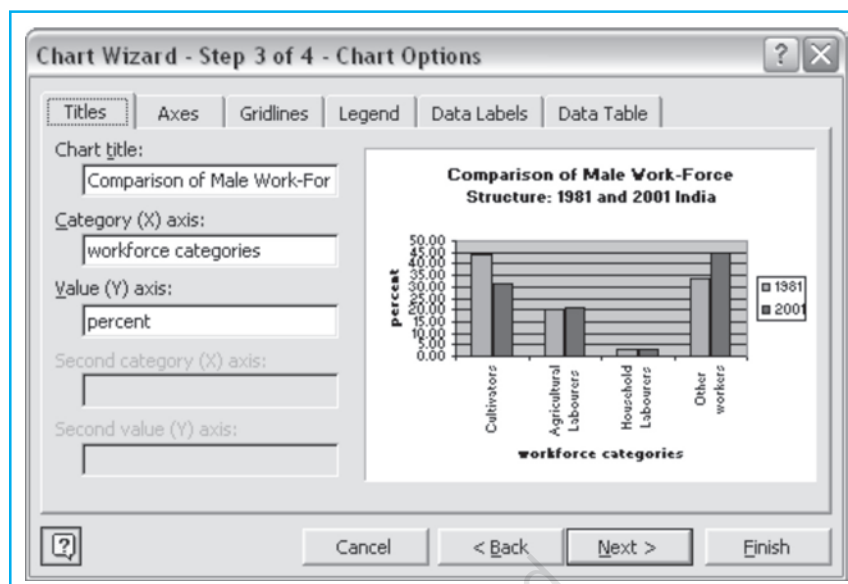 Chart Wizard - Step 3 of 4 - Chart Options
Titles
Axes
Gridlines
Legend
Data Labels
Data Table
Chart title:
Comparison of Male Work-For
Category (X) axis:
workforce categories
Value (Y) axis:
percent
Second category (X) axis:
Second value (Y) axis:
Comparison of Male Work-Force
Structure: 1981 and 2001 India
percent
50.00
45.00
40.00
35.00
30.00
25.00
20.00
15.00
10.00
5.00
0.00
Cultivators
Agricultural
Labourers
Household
Labourers
Other
workers
workforce categories
1981
2001
Cancel
< Back
Next >
Finish